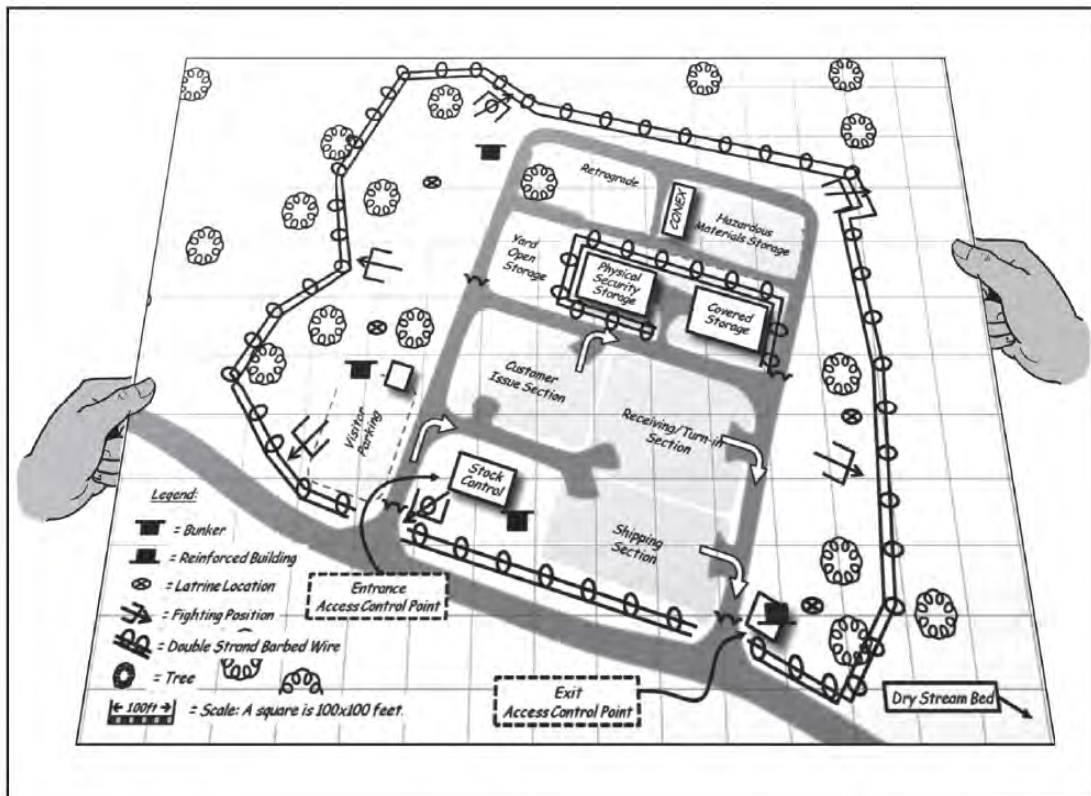 Retrograde
CONEX
Hazardous
Materials Storage
Yard
Open
Storage
Physical
Security
Storage
Covered
Storage
Customer
Issue Section
Receiving/Turn-in
Section
Visitor
Parking
Stock
Control
Shipping
Section
Entrance
Access Control Point
Exit
Access Control Point
Dry Stream Bed
Legend:
= Bunker
= Reinforced Building
= Latrine Location
= Fighting Position
= Double Strand Barbed Wire
= Tree
100ft
= Scale: A square is 100x100 feet.